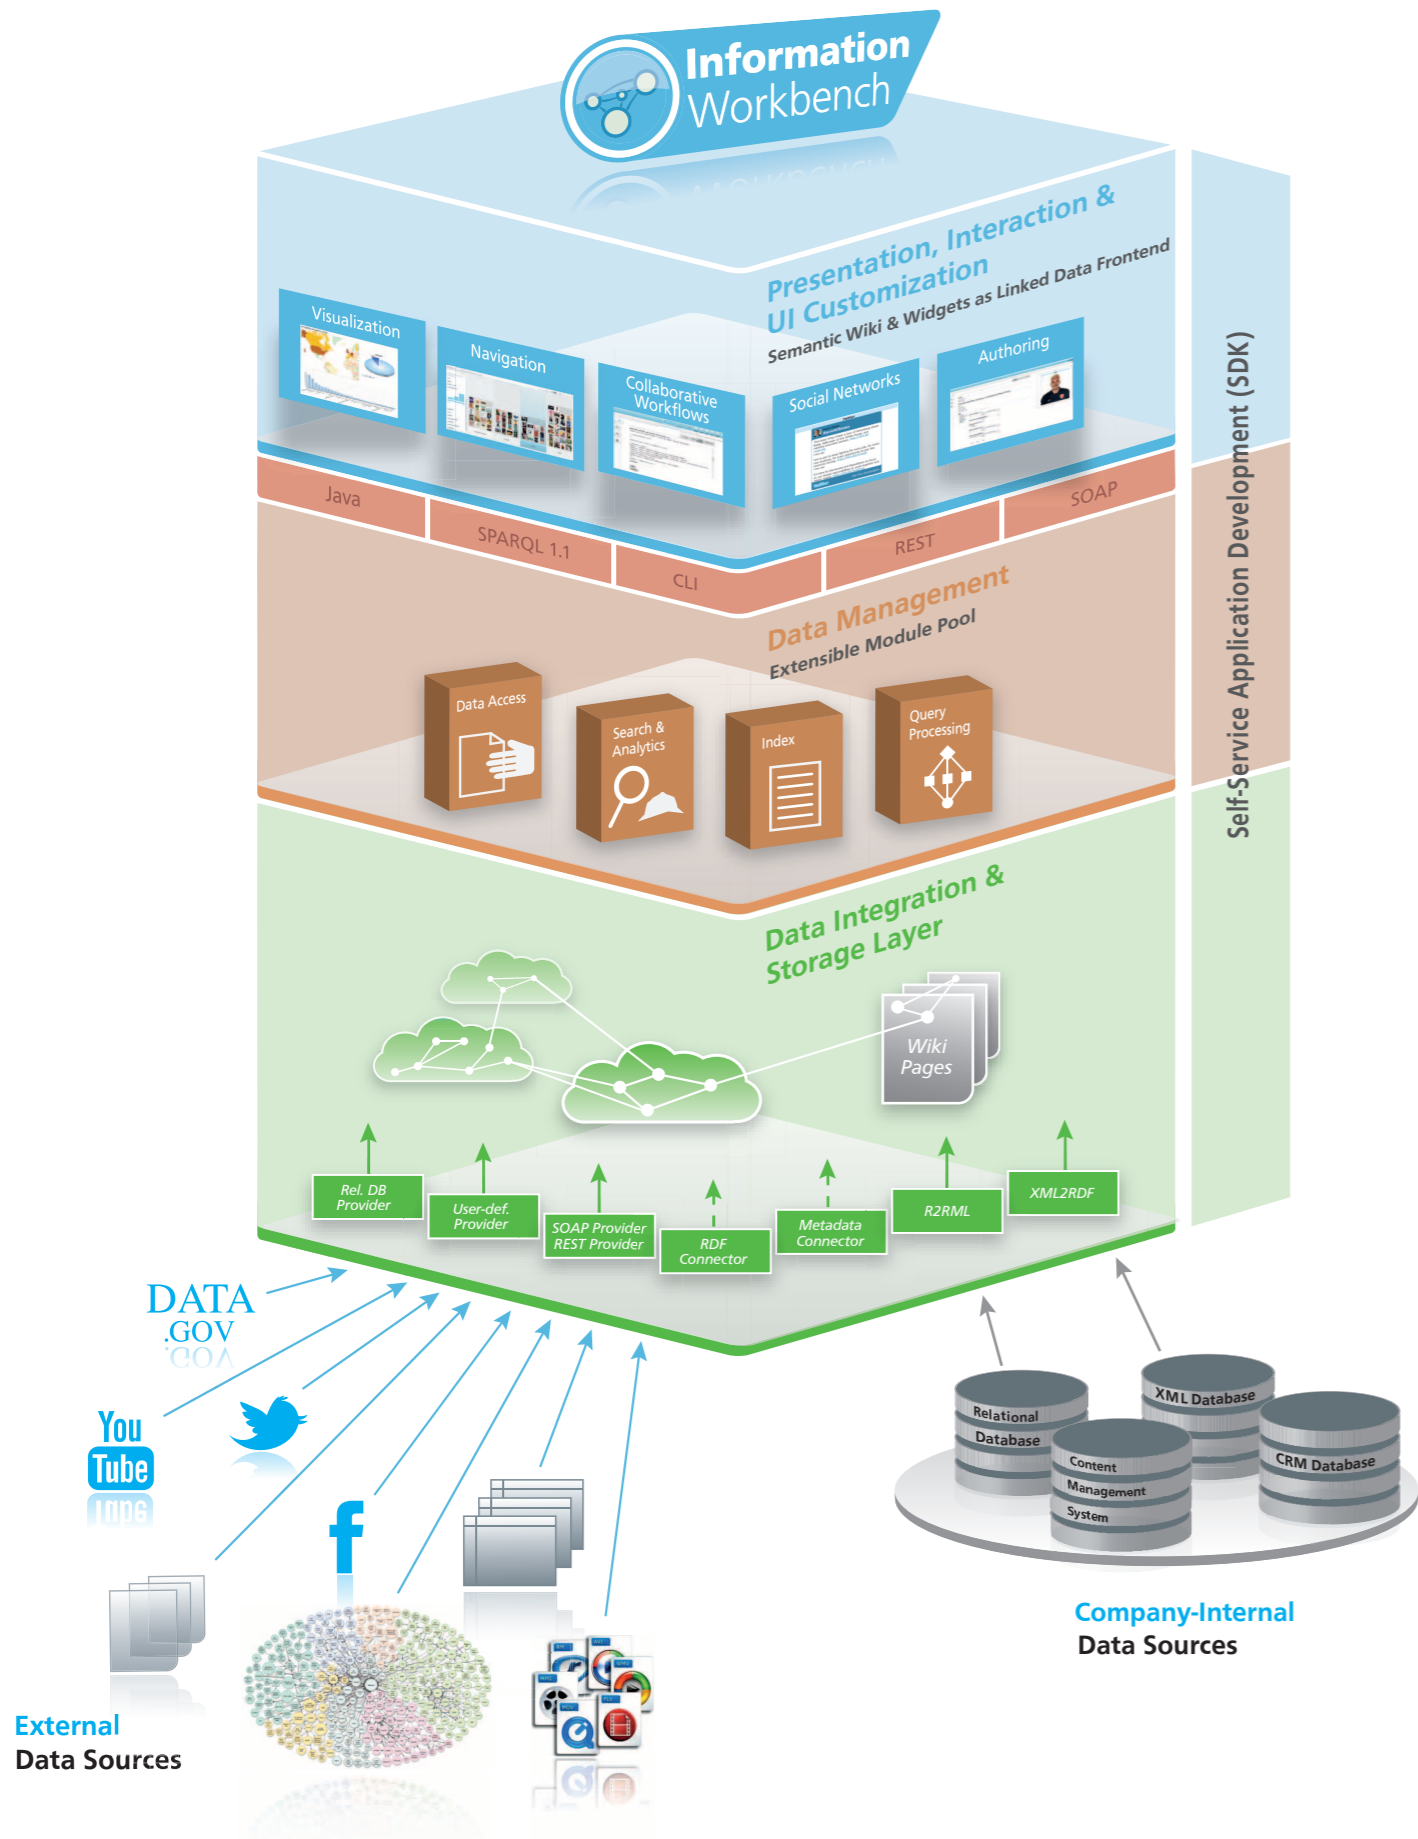 Information
Workbench
Presentation, Interaction &
UI Customization
Semantic Wiki & Widgets as Linked Data Frontend
Visualization
Navigation
Collaborative
Workflows
Social Networks
Authoring
Java
SPARQL 1.1
CLI
REST
SOAP
Data Management
Extensible Module Pool
Data Access
Search &
Analytics
Index
Query
Processing
Self-Service Application Development (SDK)
Data Integration &
Storage Layer
Wiki
Pages
Rel. DB
Provider
User-def.
Provider
SOAP Provider
REST Provider
RDF
Connector
Metadata
Connector
R2RML
XML2RDF
DATA
.GOV
You
Tube
f
Relational
Database
Content
Management
System
XML Database
CRM Database
Company-Internal
Data Sources
External
Data Sources